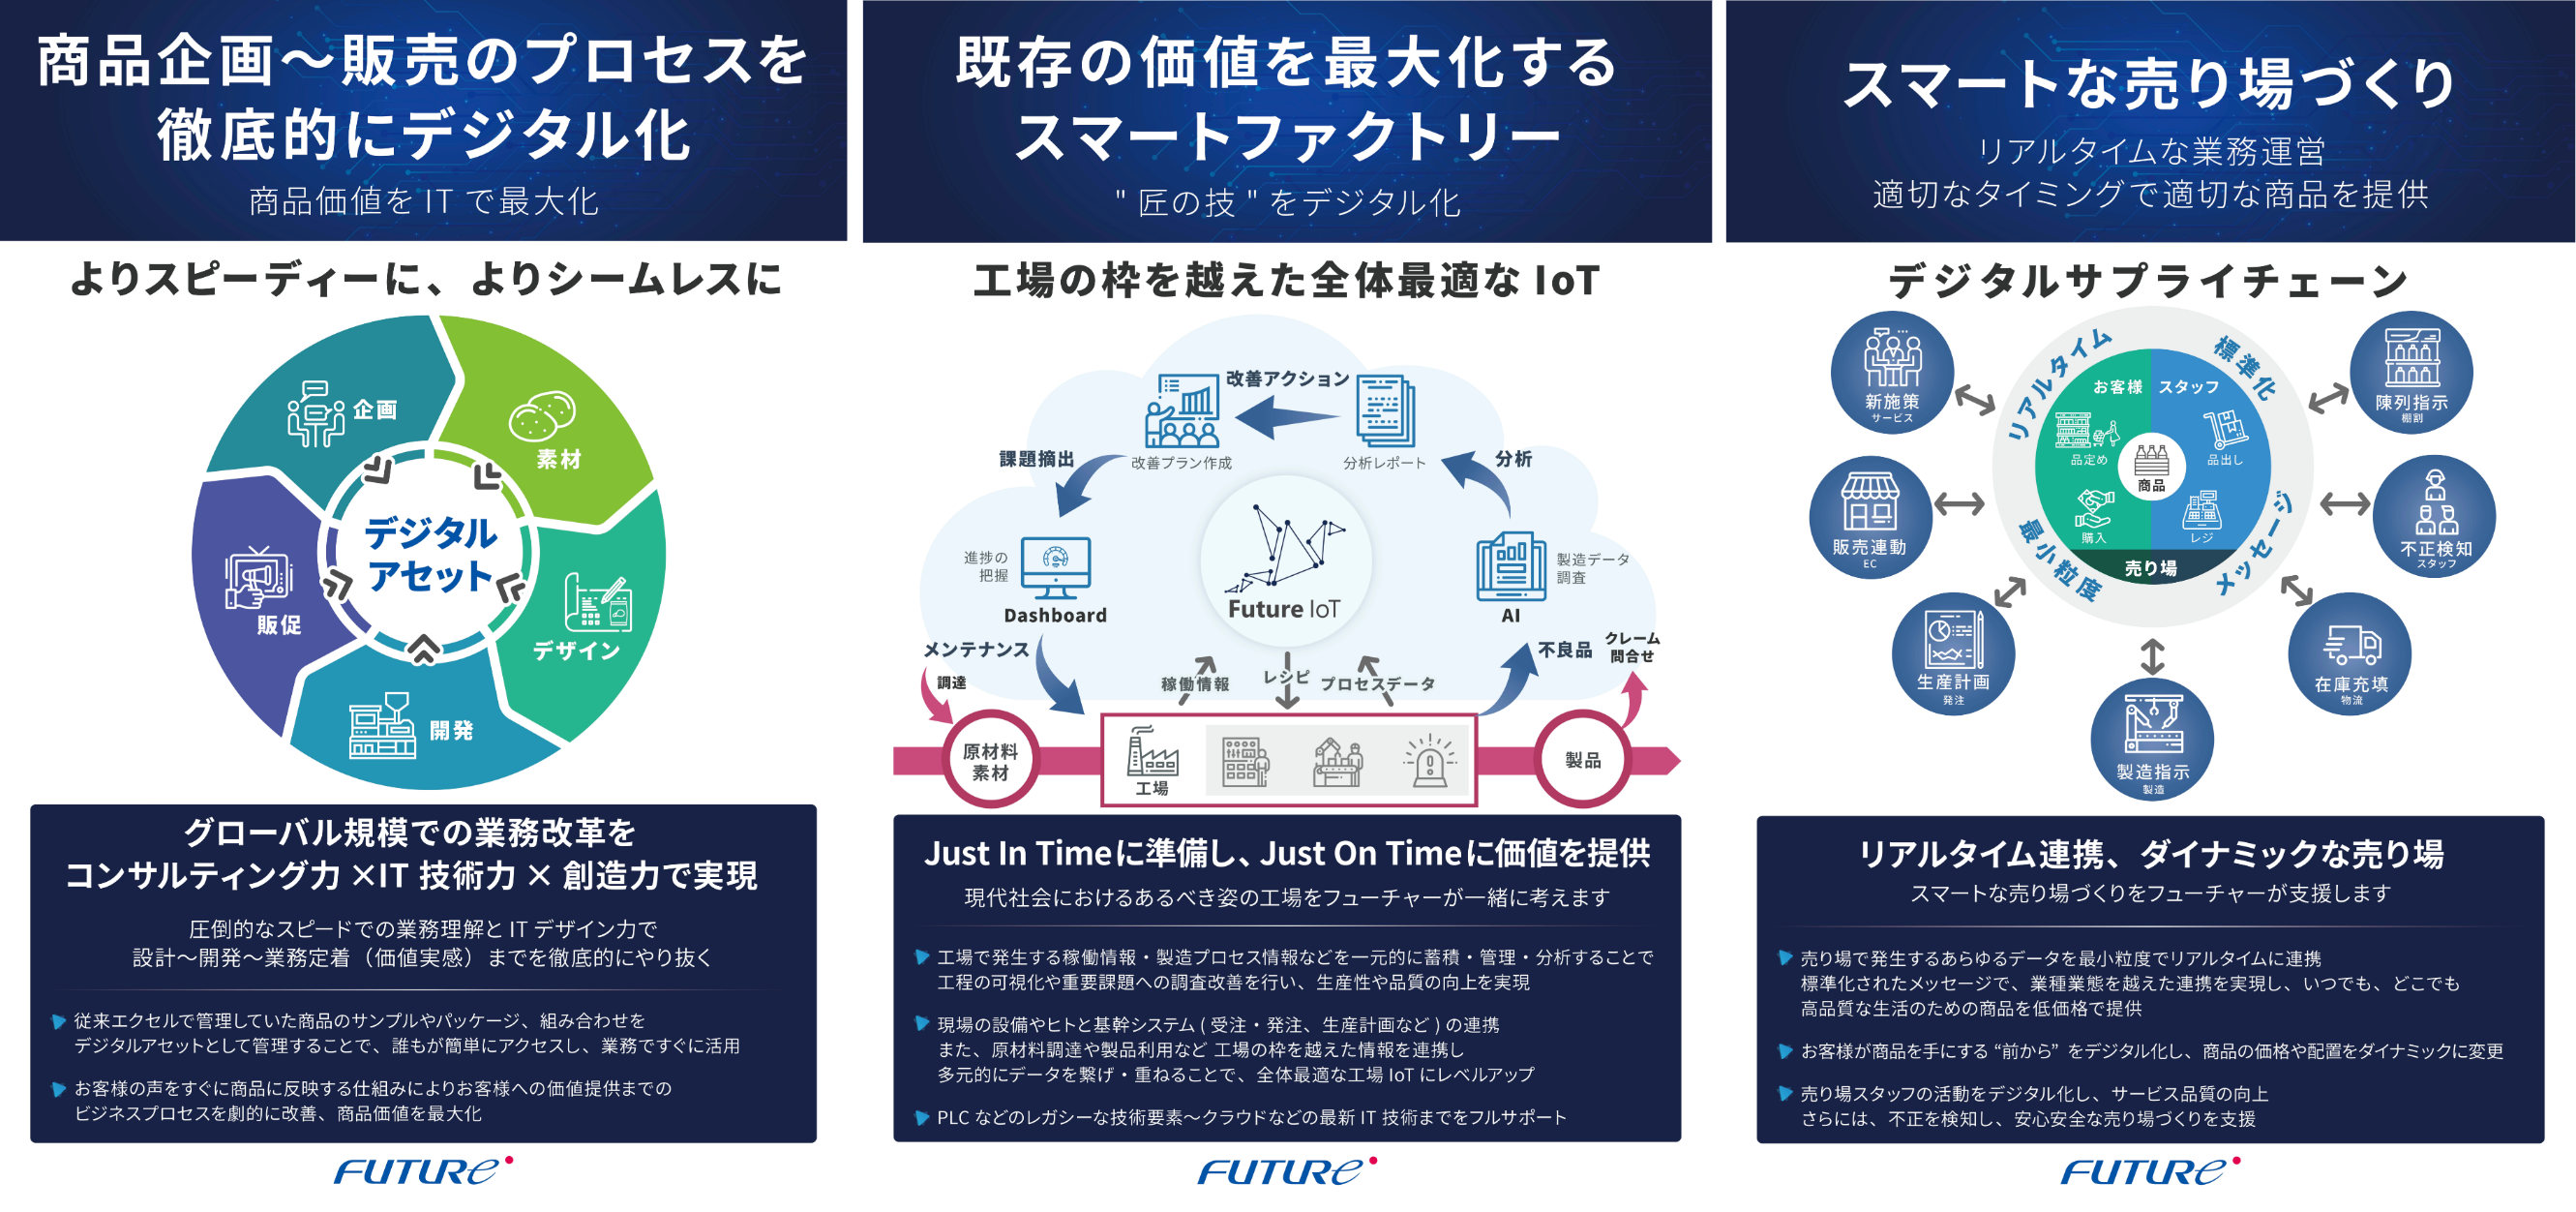 商品企画～販売のプロセスを
徹底的にデジタル化
商品価値を IT で最大化
よりスピーディーに、よりシームレスに
企画
素材
デジタル
アセット
販促
デザイン
開発
グローバル規模での業務改革を
コンサルティング力 ×IT 技術力 × 創造力で実現
圧倒的なスピードでの業務理解と IT デザイン力で
設計～開発～業務定着（価値実感）までを徹底的にやり抜く
従来エクセルで管理していた商品のサンプルやパッケージ、組み合わせを
デジタルアセットとして管理することで、誰もが簡単にアクセスし、業務ですぐに活用
お客様の声をすぐに商品に反映する仕組みによりお客様への価値提供までの
ビジネスプロセスを劇的に改善、商品価値を最大化
FUTURe
既存の価値を最大化する
スマートファクトリー
" 匠の技 " をデジタル化
工場の枠を越えた全体最適な IoT
改善アクション
課題摘出
改善プラン作成
分析レポート
分析
進捗の
把握
Dashboard
Future IoT
製造データ
調査
AI
メンテナンス
調達
稼働情報
レシピ
プロセスデータ
不良品
クレーム
問合せ
原材料
素材
工場
製品
Just In Timeに準備し、Just On Timeに価値を提供
現代社会におけるあるべき姿の工場をフューチャーが一緒に考えます
工場で発生する稼働情報・製造プロセス情報などを一元的に蓄積・管理・分析することで
工程の可視化や重要課題への調査改善を行い、生産性や品質の向上を実現
現場の設備やヒトと基幹システム ( 受注・発注、生産計画など ) の連携
また、原材料調達や製品利用など 工場の枠を越えた情報を連携し
多元的にデータを繋げ・重ねることで、全体最適な工場 IoT にレベルアップ
PLC などのレガシーな技術要素～クラウドなどの最新 IT 技術までをフルサポート
FUTURe
スマートな売り場づくり
リアルタイムな業務運営
適切なタイミングで適切な商品を提供
デジタルサプライチェーン
リアルタイム
標準化
最小粒度
メッセージ
お客様
スタッフ
品定め
品出し
商品
購入
レジ
売り場
新施策
サービス
陳列指示
棚割
販売連動
EC
不正検知
スタッフ
生産計画
発注
在庫充填
物流
製造指示
製造
リアルタイム連携、ダイナミックな売り場
スマートな売り場づくりをフューチャーが支援します
売り場で発生するあらゆるデータを最小粒度でリアルタイムに連携
標準化されたメッセージで、業種業態を越えた連携を実現し、いつでも、どこでも
高品質な生活のための商品を低価格で提供
お客様が商品を手にする “前から” をデジタル化し、商品の価格や配置をダイナミックに変更
売り場スタッフの活動をデジタル化し、サービス品質の向上
さらには、不正を検知し、安心安全な売り場づくりを支援
FUTURe